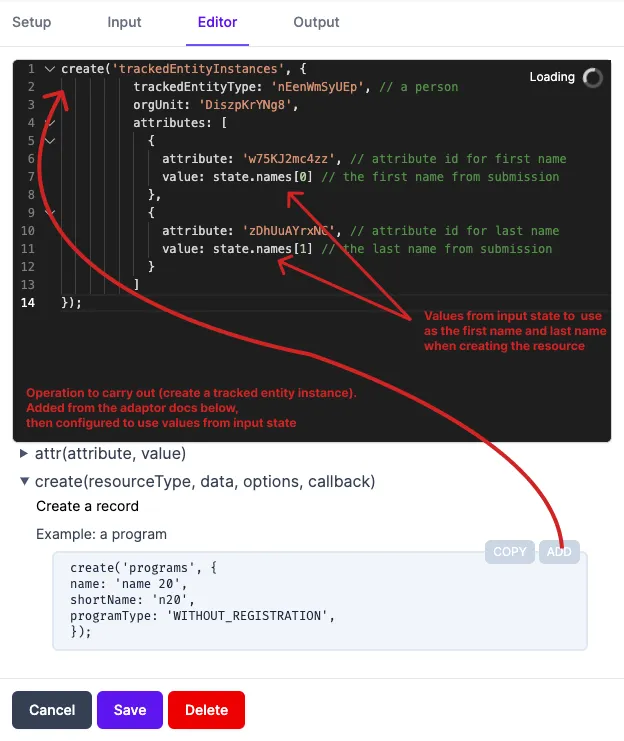 Setup
Input
Editor
Output
Loading
1 create('trackedEntityInstances', {
2 trackedEntityType: 'nEenWmSyUEp', // a person
3 orgUnit: 'DiszpKrYNg8',
4 attributes: [
5 {
6 attribute: 'w75KJ2mc4zz', // attribute id for first name
7 value: state.names[0] // the first name from submission
8 },
9 {
10 attribute: 'zDhUuAYrxNC', // attribute id for last name
11 value: state.names[1] // the last name from submission
12 }
13 ]
14 });
Values from input state to use
as the first name and last name
when creating the resource
Operation to carry out (create a tracked entity instance).
Added from the adaptor docs below,
then configured to use values from input state
attr(attribute, value)
create(resourceType, data, options, callback)
Create a record
Example: a program
COPY
ADD
create('programs', {
name: 'name 20',
shortName: 'n20',
programType: 'WITHOUT_REGISTRATION',
});
Cancel
Save
Delete